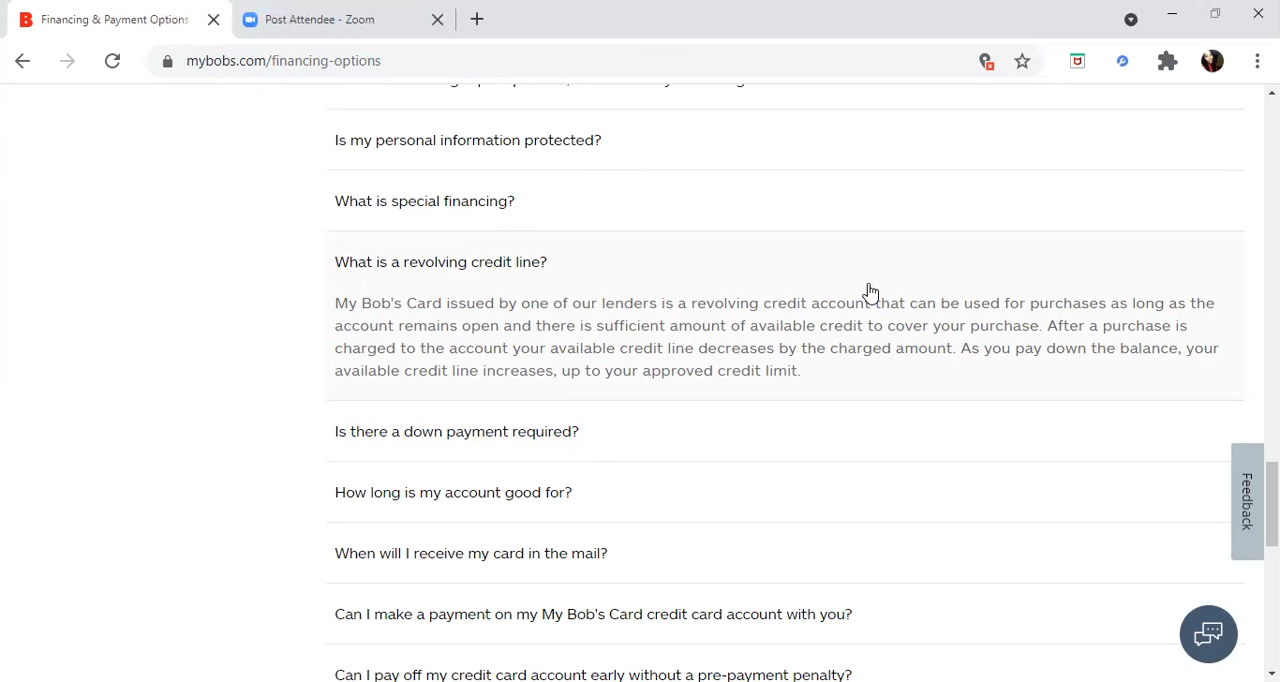 Financing & Payment Options
Post Attendee - Zoom
mybobs.com/financing-options
Is my personal information protected?
What is special financing?
What is a revolving credit line?
My Bob's Card issued by one of our lenders is a revolving credit account that can be used for purchases as long as the
account remains open and there is sufficient amount of available credit to cover your purchase. After a purchase is
charged to the account your available credit line decreases by the charged amount. As you pay down the balance, your
available credit line increases, up to your approved credit limit.
Is there a down payment required?
How long is my account good for?
Feedback
When will I receive my card in the mail?
Can I make a payment on my My Bob's Card credit card account with you?
Can I pay off my credit card account early without a pre-payment penalty?